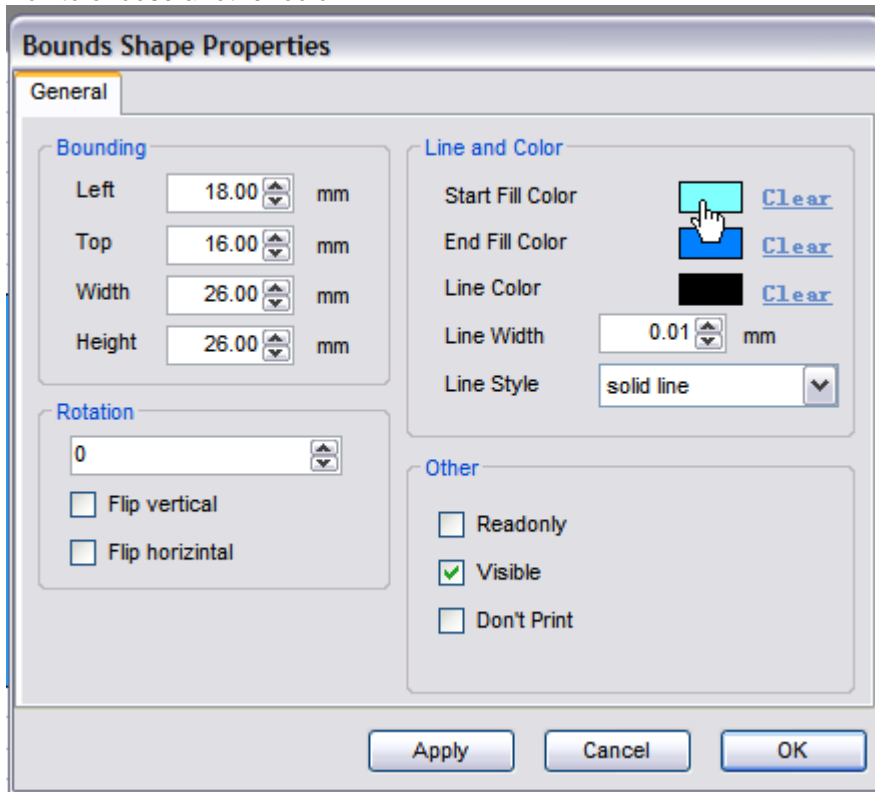 Bounds Shape Properties
General
Bounding
Left 18.00 mm
Top 16.00 mm
Width 26.00 mm
Height 26.00 mm
Rotation
0
Flip vertical
Flip horizintal
Line and Color
Start Fill Color Clear
End Fill Color Clear
Line Color Clear
Line Width 0.01 mm
Line Style solid line
Other
Readonly
Visible
Don't Print
Apply Cancel OK